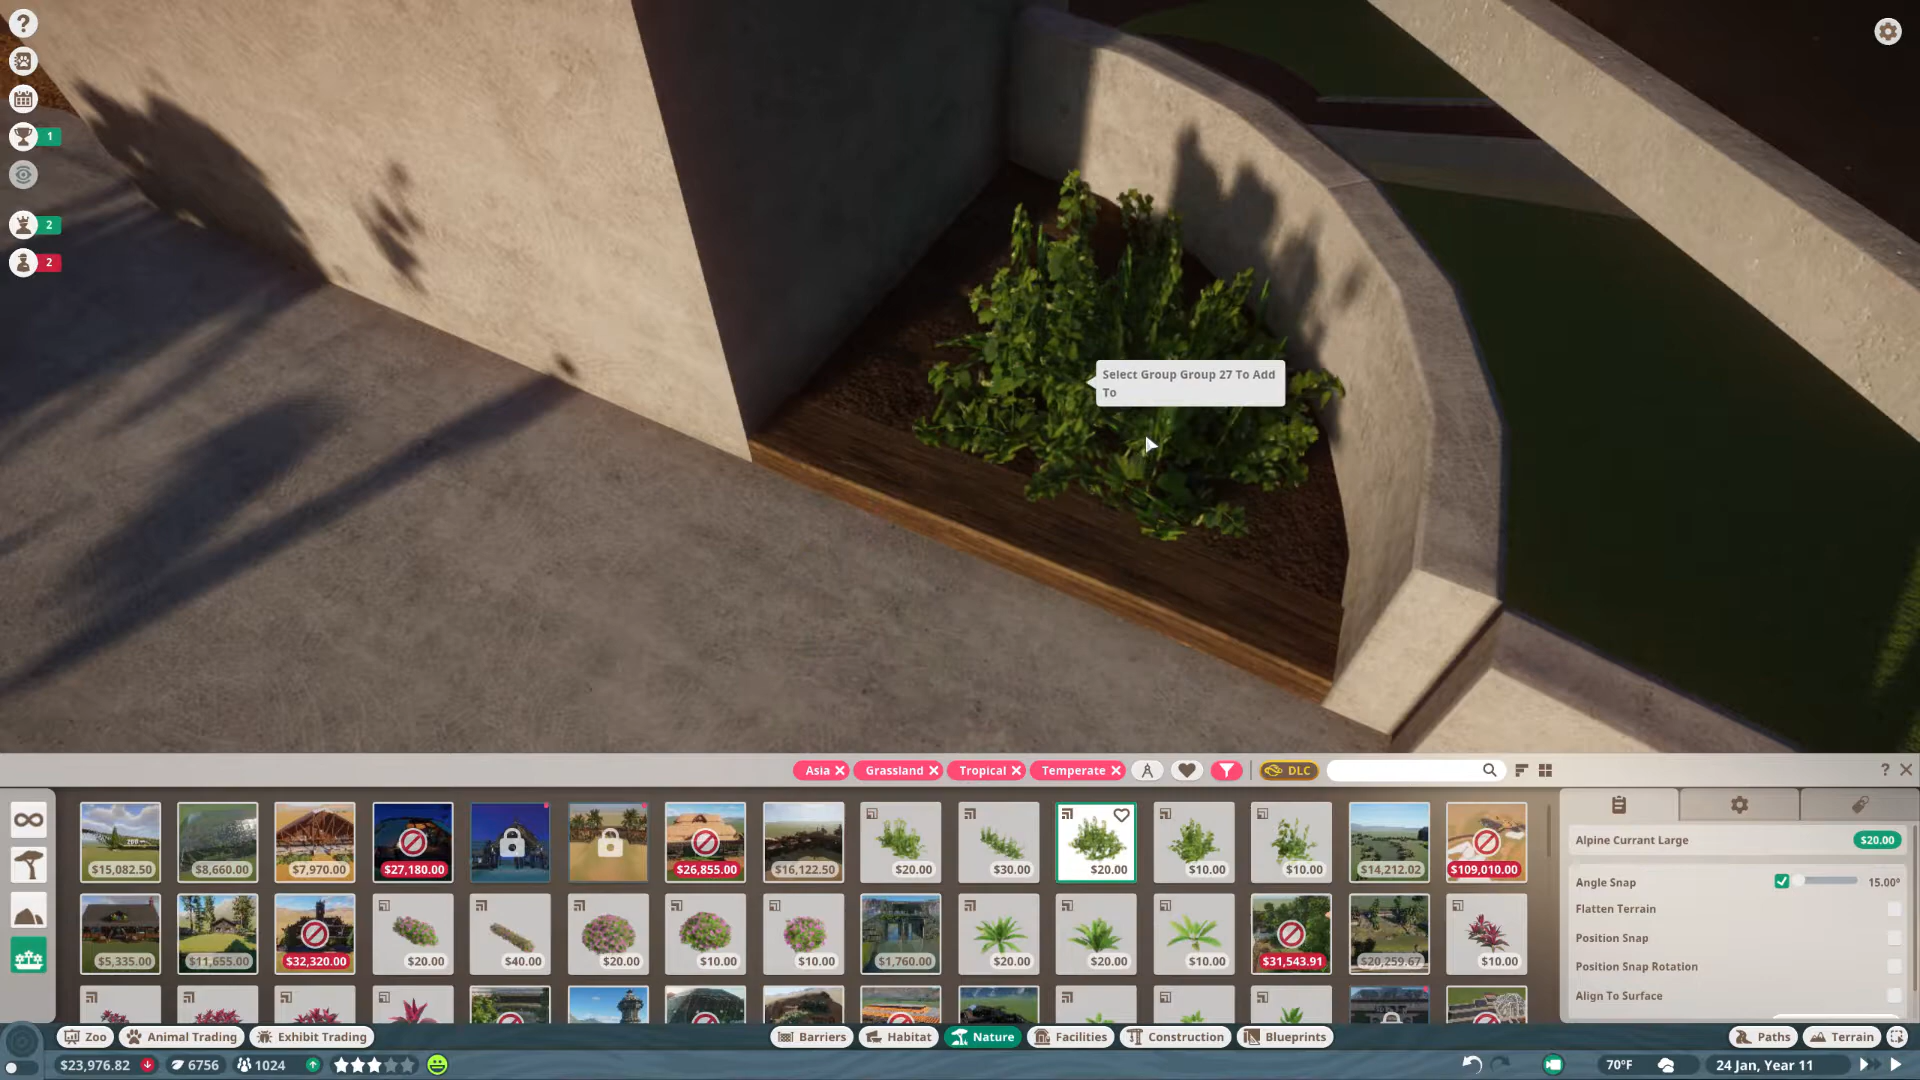 ?
1
2
2
Select Group Group 27 To Add
To
Asia ✕ Grassland ✕ Tropical ✕ Temperate ✕ DLC ? ✕
$15,082.50 $8,660.00 $7,970.00 $27,180.00 $26,855.00 $16,122.50 $20.00 $30.00 $20.00 $10.00 $10.00 $14,212.02 $109,010.00
$5,335.00 $11,655.00 $32,320.00 $20.00 $40.00 $20.00 $10.00 $10.00 $1,760.00 $20.00 $20.00 $10.00 $31,543.91 $20,259.67 $10.00
Alpine Currant Large $20.00
Angle Snap 15.00°
Flatten Terrain
Position Snap
Position Snap Rotation
Align To Surface
Zoo Animal Trading Exhibit Trading Barriers Habitat Nature Facilities Construction Blueprints Paths Terrain
$23,976.82 6756 1024 70°F 24 Jan, Year 11